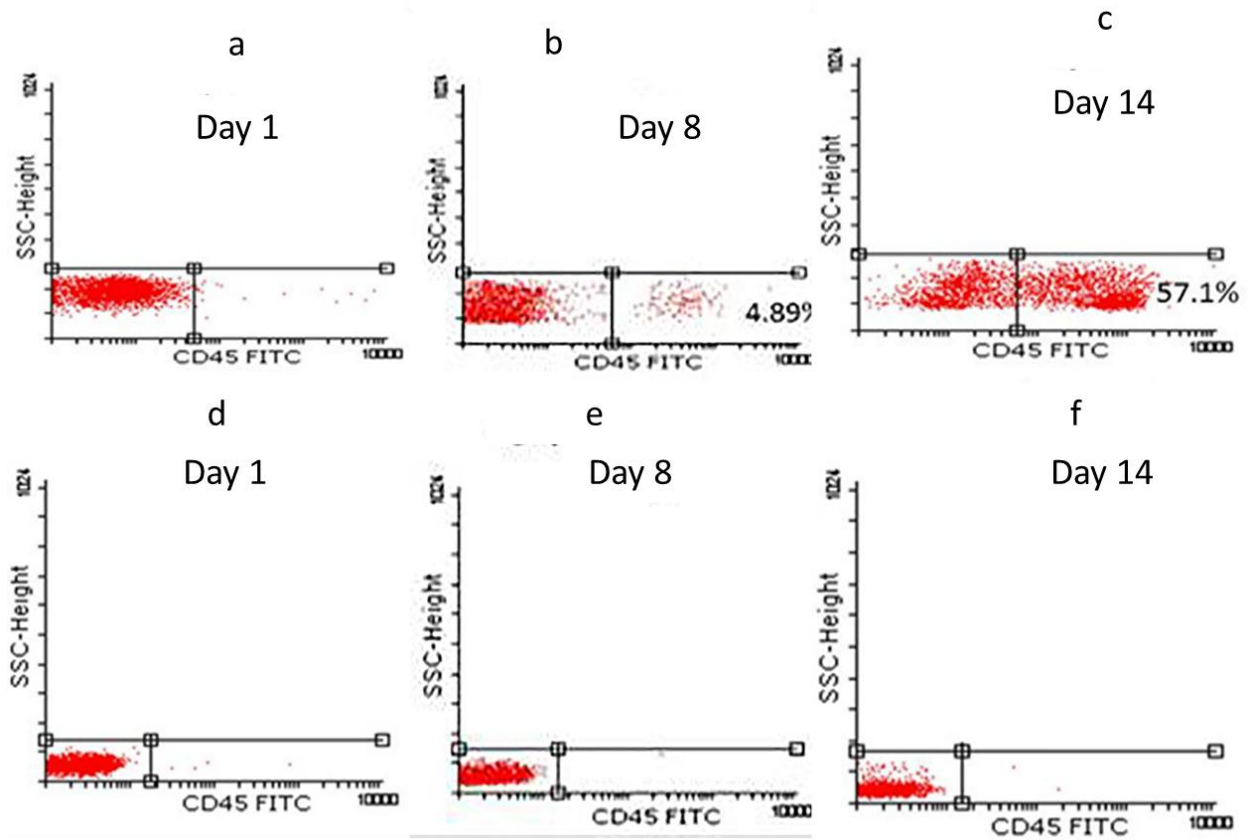 a
Day 1
1024
SSC-Height
CD45 FITC
10000
b
Day 8
1024
SSC-Height
4.89%
CD45 FITC
1000
c
Day 14
1024
SSC-Height
57.1%
CD45 FITC
10000
d
Day 1
1024
SSC-Height
CD45 FITC
10000
e
Day 8
1024
SSC-Height
CD45 FITC
1000
f
Day 14
1024
SSC-Height
CD45 FITC
10000